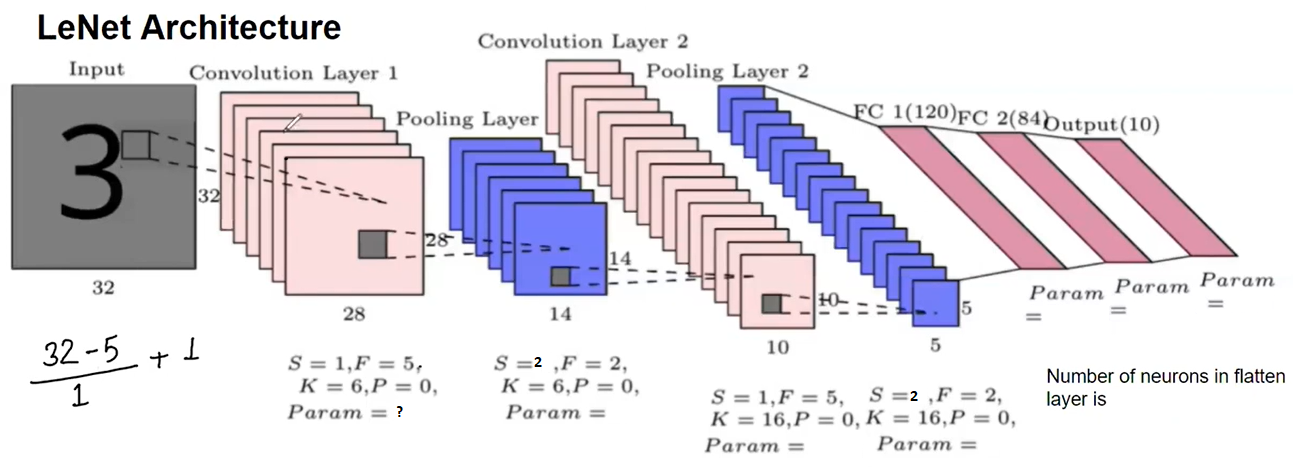 LeNet Architecture
Input
3
32
32
Convolution Layer 1
28
28
S = 1, F = 5,
K = 6, P = 0,
Param = ?
Pooling Layer
14
14
S = 2 , F = 2,
K = 6, P = 0,
Param =
Convolution Layer 2
10
10
S = 1, F = 5,
K = 16, P = 0,
Param =
Pooling Layer 2
5
5
S = 2 , F = 2,
K = 16, P = 0,
Param =
FC 1(120)
Param
=
FC 2(84)
Param
=
Output(10)
Param
=
32 - 5 + 1
1
Number of neurons in flatten
layer is